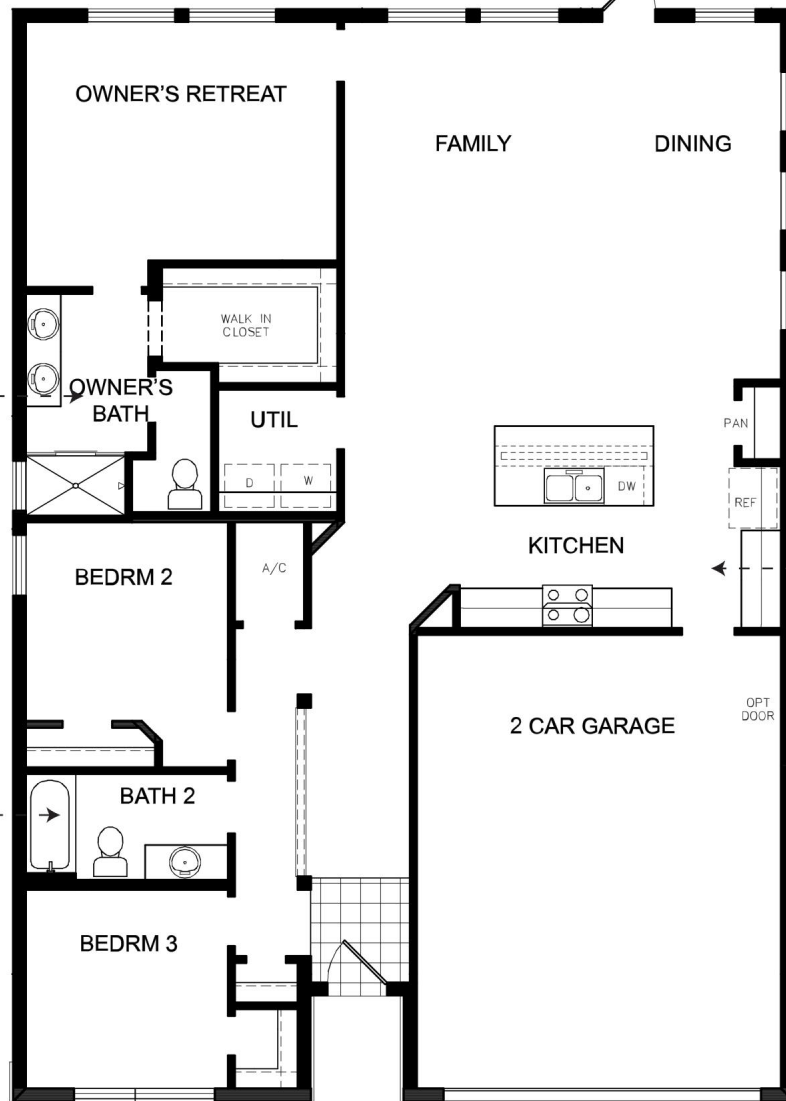 OWNER'S RETREAT
FAMILY
DINING
WALK IN
CLOSET
OWNER'S
BATH
UTIL
PAN
D
W
DW
REF
KITCHEN
A/C
BEDRM 2
2 CAR GARAGE
OPT
DOOR
BATH 2
BEDRM 3